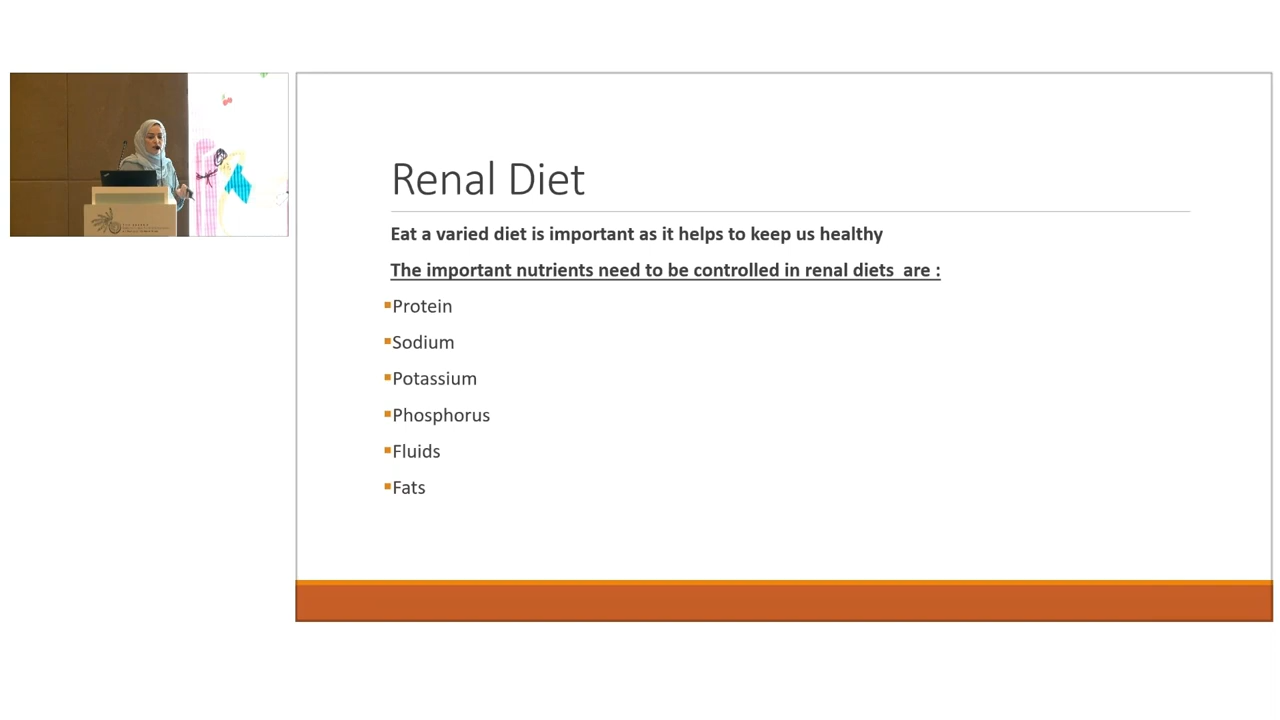 Renal Diet
Eat a varied diet is important as it helps to keep us healthy
The important nutrients need to be controlled in renal diets  are :
Protein
Sodium
Potassium
Phosphorus
Fluids
Fats